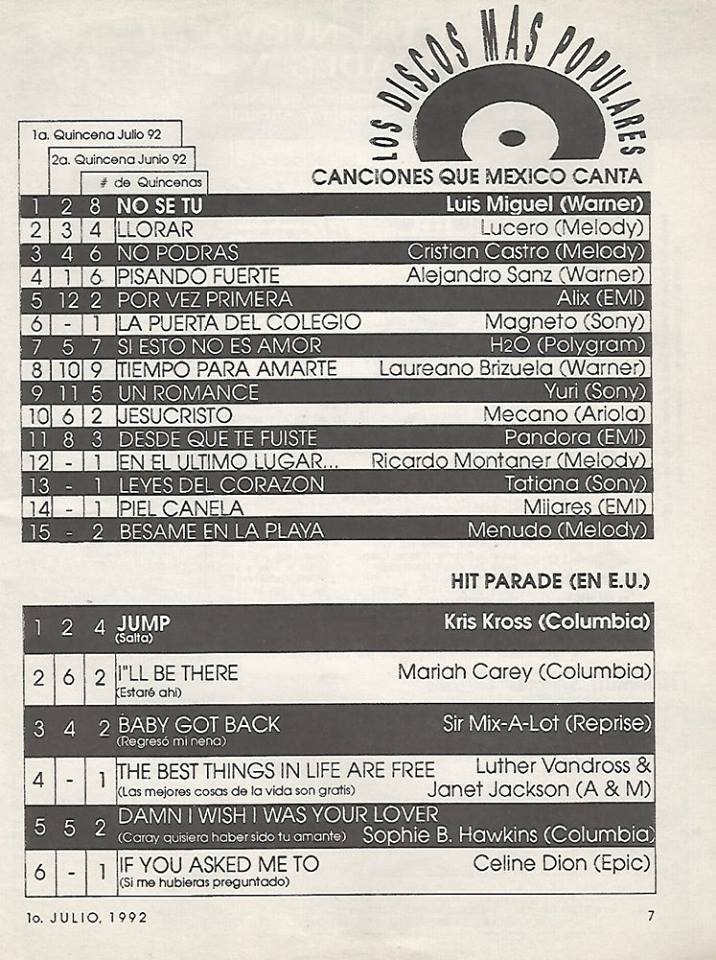 LOS DISCOS MAS POPULARES
1a. Quincena Julio 92
2a. Quincena Junio 92
# de Quincenas
CANCIONES QUE MEXICO CANTA
1 2 8 NO SE TU Luis Miguel (Warner)
2 3 4 LLORAR Lucero (Melody)
3 4 6 NO PODRAS Cristian Castro (Melody)
4 1 6 PISANDO FUERTE Alejandro Sanz (Warner)
5 12 2 POR VEZ PRIMERA Alix (EMI)
6 - 1 LA PUERTA DEL COLEGIO Magneto (Sony)
7 5 7 SI ESTO NO ES AMOR H2O (Polygram)
8 10 9 TIEMPO PARA AMARTE Laureano Brizuela (Warner)
9 11 5 UN ROMANCE Yuri (Sony)
10 6 2 JESUCRISTO Mecano (Ariola)
11 8 3 DESDE QUE TE FUISTE Pandora (EMI)
12 - 1 EN EL ULTIMO LUGAR... Ricardo Montaner (Melody)
13 - 1 LEYES DEL CORAZON Tatiana (Sony)
14 - 1 PIEL CANELA Mijares (EMI)
15 - 2 BESAME EN LA PLAYA Menudo (Melody)
HIT PARADE (EN E.U.)
1 2 4 JUMP Kris Kross (Columbia)
(Salta)
2 6 2 I"LL BE THERE Mariah Carey (Columbia)
(Estaré ahi)
3 4 2 BABY GOT BACK Sir Mix-A-Lot (Reprise)
(Regresó mi nena)
4 - 1 THE BEST THINGS IN LIFE ARE FREE Luther Vandross &
(Las mejores cosas de la vida son gratis) Janet Jackson (A & M)
5 5 2 DAMN I WISH I WAS YOUR LOVER
(Caray quisiera haber sido tu amante) Sophie B. Hawkins (Columbia)
6 - 1 IF YOU ASKED ME TO Celine Dion (Epic)
(Si me hubieras preguntado)
1o. JULIO, 1992 7